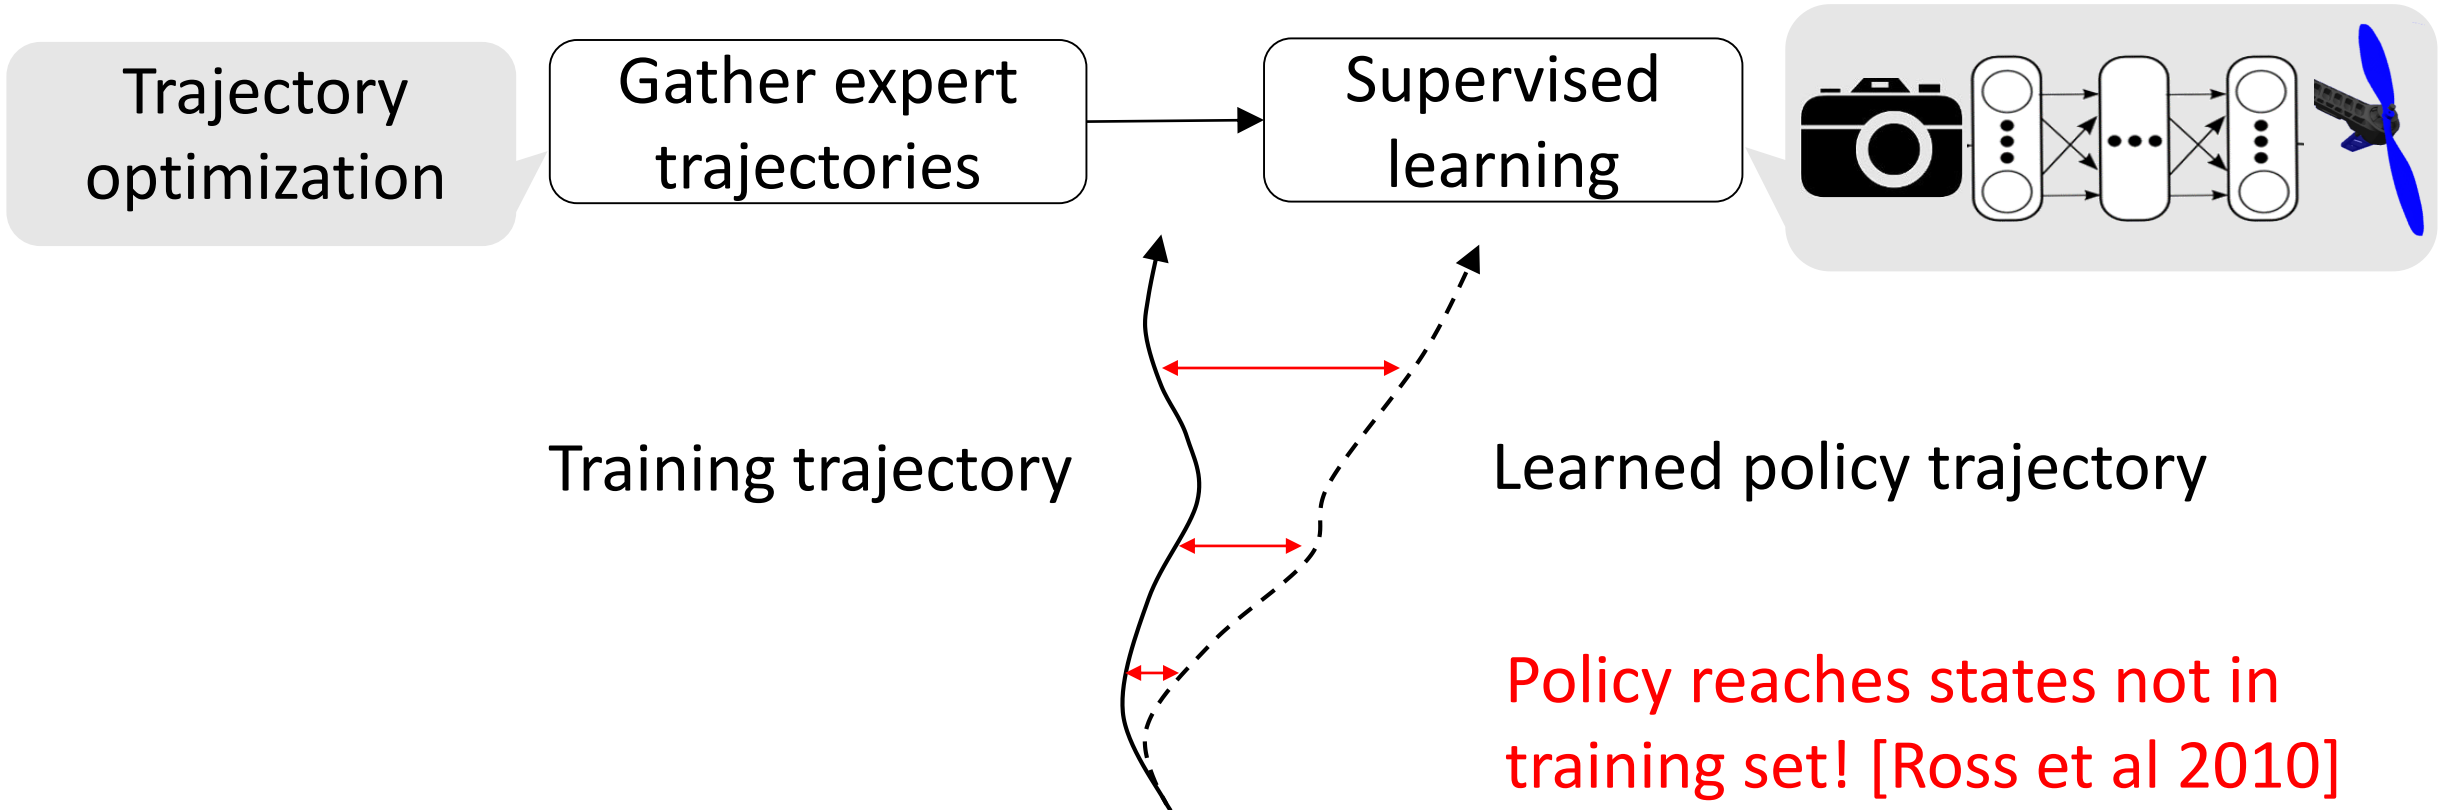 Trajectory
optimization
Gather expert
trajectories
Supervised
learning
Training trajectory
Learned policy trajectory
Policy reaches states not in
training set! [Ross et al 2010]